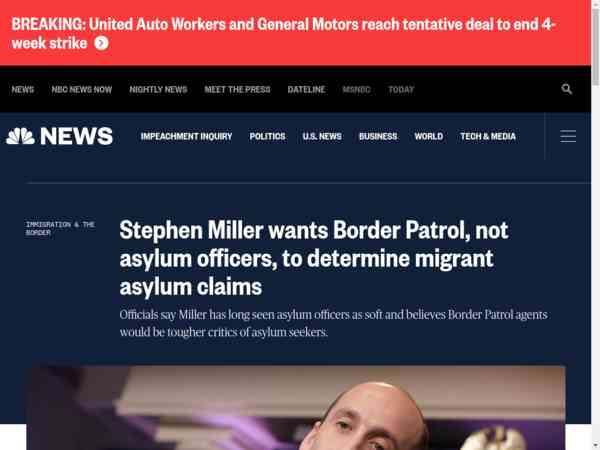 BREAKING: United Auto Workers and General Motors reach tentative deal to end 4-
week strike
NEWS NBC NEWS NOW NIGHTLY NEWS MEET THE PRESS DATELINE MSNBC TODAY
NEWS IMPEACHMENT INQUIRY POLITICS U.S. NEWS BUSINESS WORLD TECH & MEDIA
IMMIGRATION & THE
BORDER
Stephen Miller wants Border Patrol, not
asylum officers, to determine migrant
asylum claims
Officials say Miller has long seen asylum officers as soft and believes Border Patrol agents
would be tougher critics of asylum seekers.